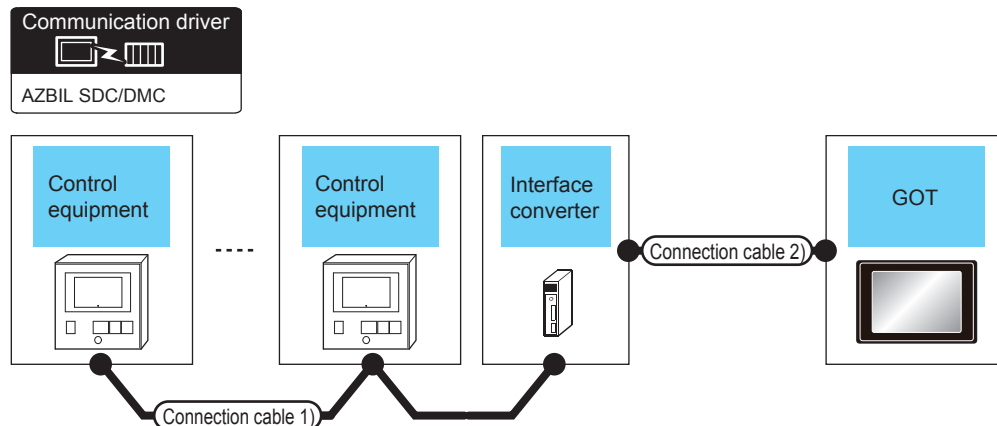 Communication driver
AZBIL SDC/DMC
Control
equipment
Control
equipment
Interface
converter
GOT
Connection cable 2)
Connection cable 1)